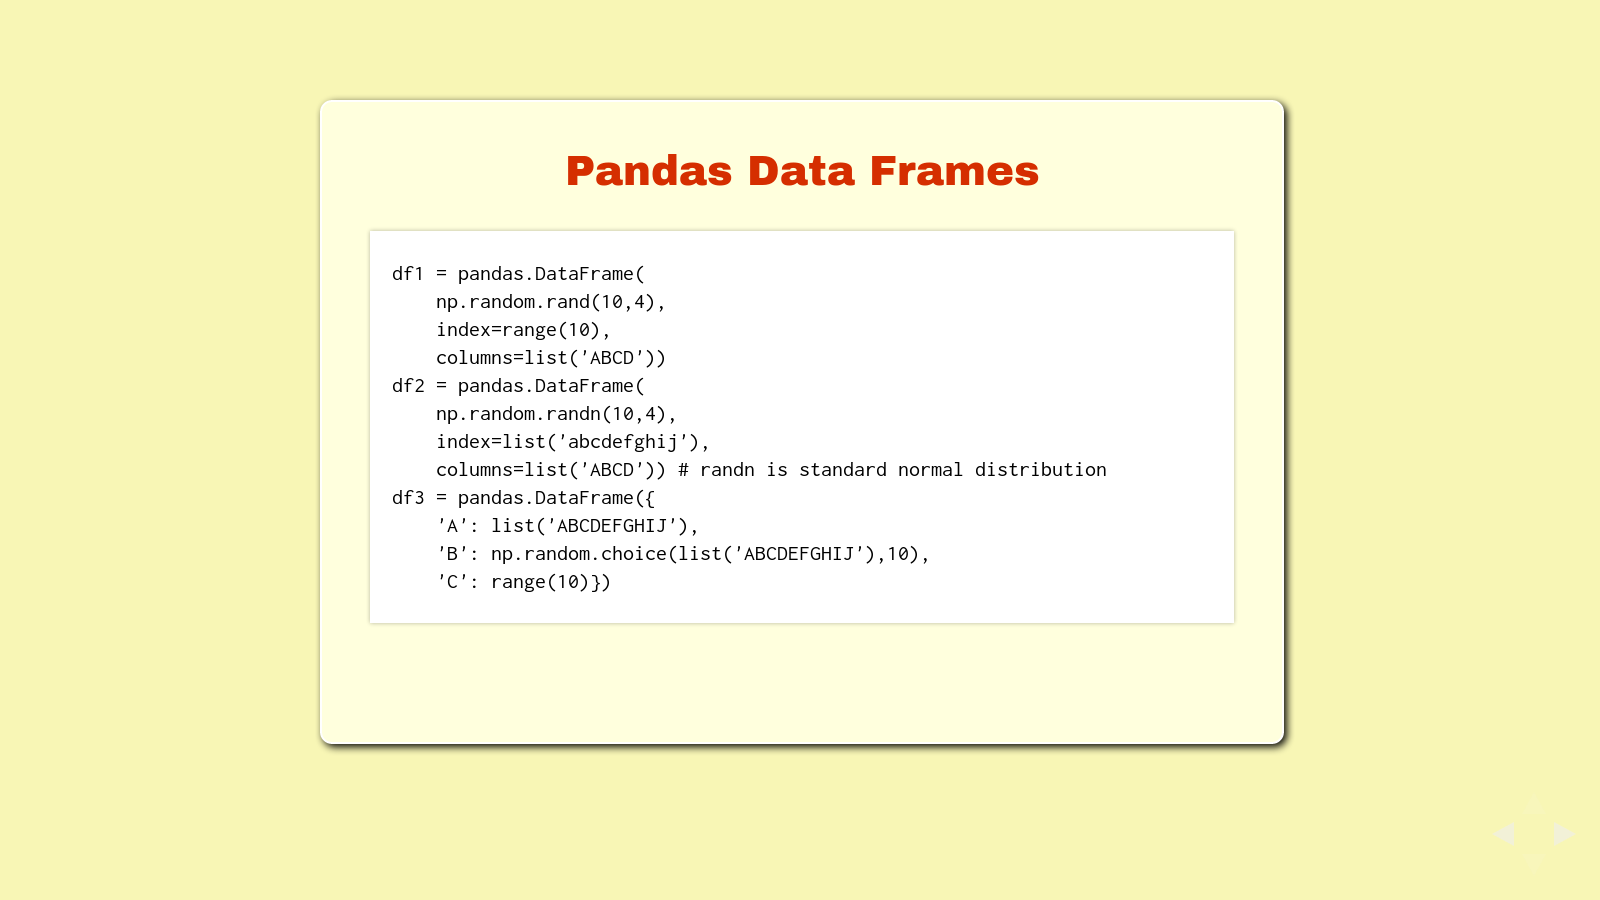 Pandas Data Frames
df1 = pandas.DataFrame(
    np.random.rand(10,4),
    index=range(10),
    columns=list('ABCD'))
df2 = pandas.DataFrame(
    np.random.randn(10,4),
    index=list('abcdefghij'),
    columns=list('ABCD')) # randn is standard normal distribution
df3 = pandas.DataFrame({
    'A': list('ABCDEFGHIJ'),
    'B': np.random.choice(list('ABCDEFGHIJ'),10),
    'C': range(10)})